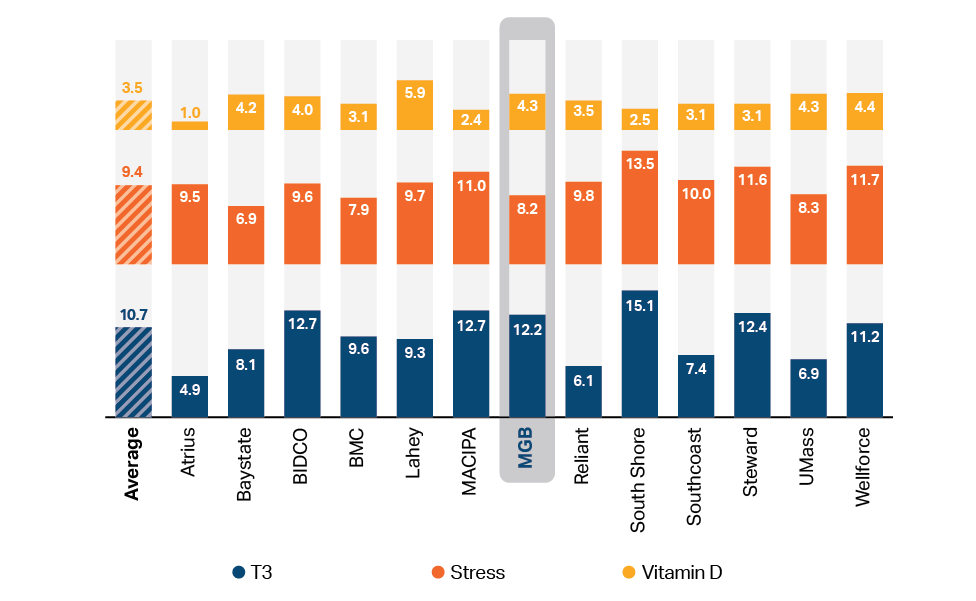 3.5
1.0
4.2
4.0
3.1
5.9
2.4
4.3
3.5
2.5
3.1
3.1
4.3
4.4
9.4
9.5
6.9
9.6
7.9
9.7
11.0
8.2
9.8
13.5
10.0
11.6
8.3
11.7
10.7
4.9
8.1
12.7
9.6
9.3
12.7
12.2
6.1
15.1
7.4
12.4
6.9
11.2
Average
Atrius
Baystate
BIDCO
BMC
Lahey
MACIPA
MGB
Reliant
South Shore
Southcoast
Steward
UMass
Wellforce
T3
Stress
Vitamin D